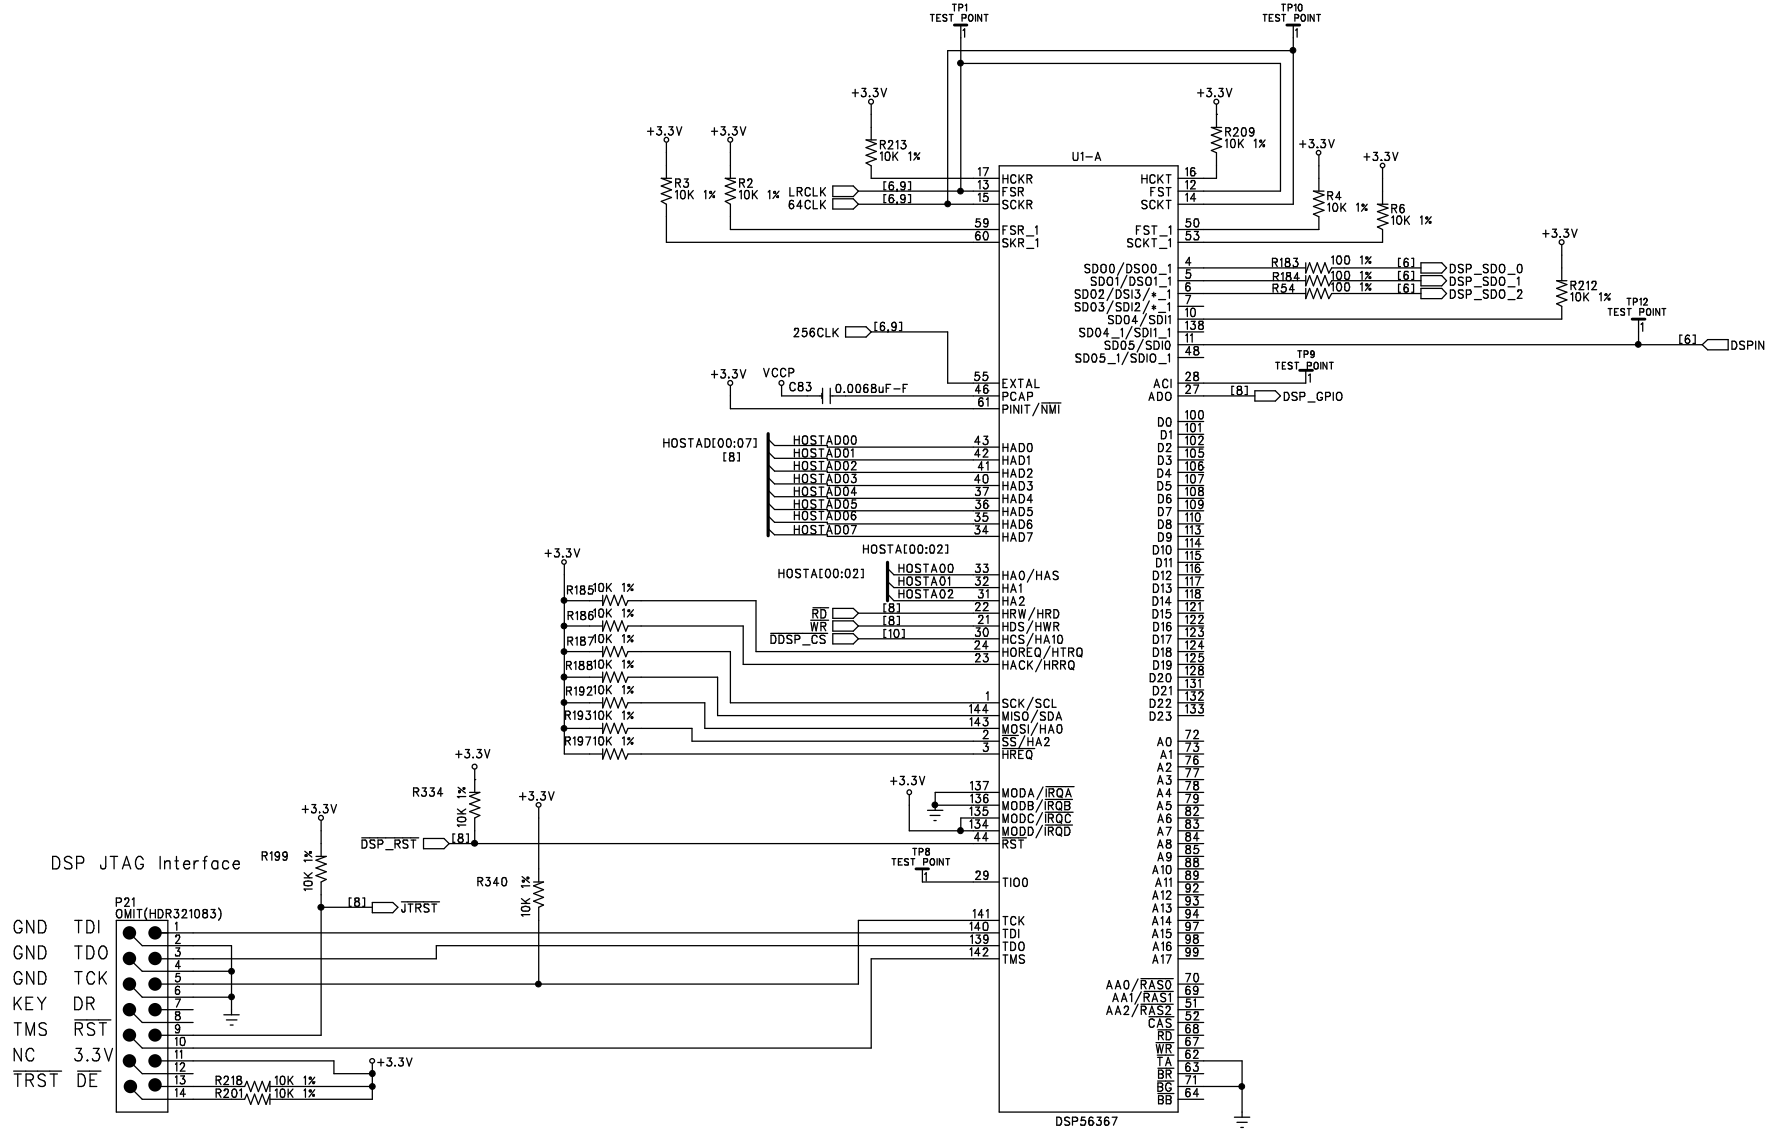 TP1
TEST_POINT
1
TP10
TEST_POINT
1
+3.3V
R213
10K 1%
+3.3V
R209
10K 1%
+3.3V
R3
10K 1%
+3.3V
R2
10K 1%
+3.3V
R4
10K 1%
+3.3V
R6
10K 1%
U1-A
LRCLK [6,9]
64CLK [6,9]
17 HCKR
13 FSR
15 SCKR
59 FSR_1
60 SKR_1
HCKT 16
FST 12
SCKT 14
FST_1 50
SCKT_1 53
SDO0/DSO0_1 4 R183 100 1% [6] DSP_SDO_0
SDO1/DSO1_1 5 R184 100 1% [6] DSP_SDO_1
SDO2/DSI3/*_1 6 R54 100 1% [6] DSP_SDO_2
SDO3/SDI2/*_1 7
SDO4/SDI1 10
SDO4_1/SDI1_1 138
SDO5/SDI0 11
SDO5_1/SDI0_1 48
+3.3V
R212
10K 1%
TP12
TEST_POINT
1
[6] DSPIN
TP9
TEST_POINT
1
ACI 28
ADO 27 [8] DSP_GPIO
256CLK [6,9]
+3.3V
VCCP
C83 0.0068uF-F
55 EXTAL
46 PCAP
61 PINIT/NMI
HOSTAD[00:07]
[8]
HOSTAD00 43 HAD0
HOSTAD01 42 HAD1
HOSTAD02 41 HAD2
HOSTAD03 40 HAD3
HOSTAD04 37 HAD4
HOSTAD05 36 HAD5
HOSTAD06 35 HAD6
HOSTAD07 34 HAD7
HOSTA[00:02]
HOSTA[00:02]
HOSTA00 33 HA0/HAS
HOSTA01 32 HA1
HOSTA02 31 HA2
RD [8] 22 HRW/HRD
WR [8] 21 HDS/HWR
DDSP_CS [10] 30 HCS/HA10
24 HOREQ/HTRQ
23 HACK/HRRQ
+3.3V
R185 10K 1%
R186 10K 1%
R187 10K 1%
R188 10K 1%
R192 10K 1%
R193 10K 1%
R197 10K 1%
1 SCK/SCL
144 MISO/SDA
143 MOSI/HA0
2 SS/HA2
3 HREQ
D0 100
D1 101
D2 102
D3 105
D4 106
D5 107
D6 108
D7 109
D8 110
D9 113
D10 114
D11 115
D12 116
D13 117
D14 118
D15 121
D16 122
D17 123
D18 124
D19 125
D20 128
D21 131
D22 132
D23 133
A0 72
A1 73
A2 76
A3 77
A4 78
A5 79
A6 82
A7 83
A8 84
A9 85
A10 88
A11 89
A12 92
A13 93
A14 94
A15 97
A16 98
A17 99
AA0/RAS0 70
AA1/RAS1 69
AA2/RAS2 51
CAS 52
RD 68
WR 67
TA 62
BR 63
BG 71
BB 64
+3.3V
137 MODA/IRQA
136 MODB/IRQB
135 MODC/IRQC
134 MODD/IRQD
44 RST
+3.3V
R334
10K 1%
DSP_RST [8]
TP8
TEST_POINT
1
29 TIO0
141 TCK
140 TDI
139 TDO
142 TMS
+3.3V
R340
10K 1%
+3.3V
R199
10K 1%
[8] JTRST
DSP JTAG Interface
P21
OMIT(HDR321083)
GND TDI 1
2
GND TDO 3
4
GND TCK 5
6
KEY DR 7
8
TMS RST 9
10
NC 3.3V 11
12
TRST DE 13
14
+3.3V
R218 10K 1%
R201 10K 1%
DSP56367